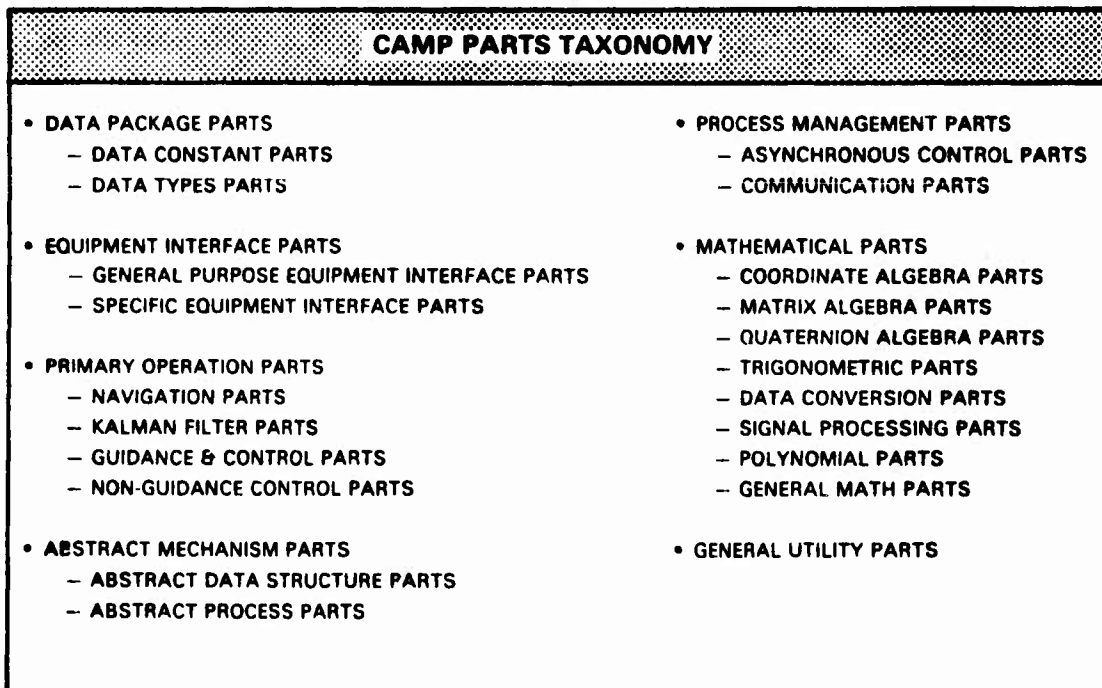 CAMP PARTS TAXONOMY
• DATA PACKAGE PARTS
– DATA CONSTANT PARTS
– DATA TYPES PARTS
• EQUIPMENT INTERFACE PARTS
– GENERAL PURPOSE EQUIPMENT INTERFACE PARTS
– SPECIFIC EQUIPMENT INTERFACE PARTS
• PRIMARY OPERATION PARTS
– NAVIGATION PARTS
– KALMAN FILTER PARTS
– GUIDANCE & CONTROL PARTS
– NON-GUIDANCE CONTROL PARTS
• ABSTRACT MECHANISM PARTS
– ABSTRACT DATA STRUCTURE PARTS
– ABSTRACT PROCESS PARTS
• PROCESS MANAGEMENT PARTS
– ASYNCHRONOUS CONTROL PARTS
– COMMUNICATION PARTS
• MATHEMATICAL PARTS
– COORDINATE ALGEBRA PARTS
– MATRIX ALGEBRA PARTS
– QUATERNION ALGEBRA PARTS
– TRIGONOMETRIC PARTS
– DATA CONVERSION PARTS
– SIGNAL PROCESSING PARTS
– POLYNOMIAL PARTS
– GENERAL MATH PARTS
• GENERAL UTILITY PARTS